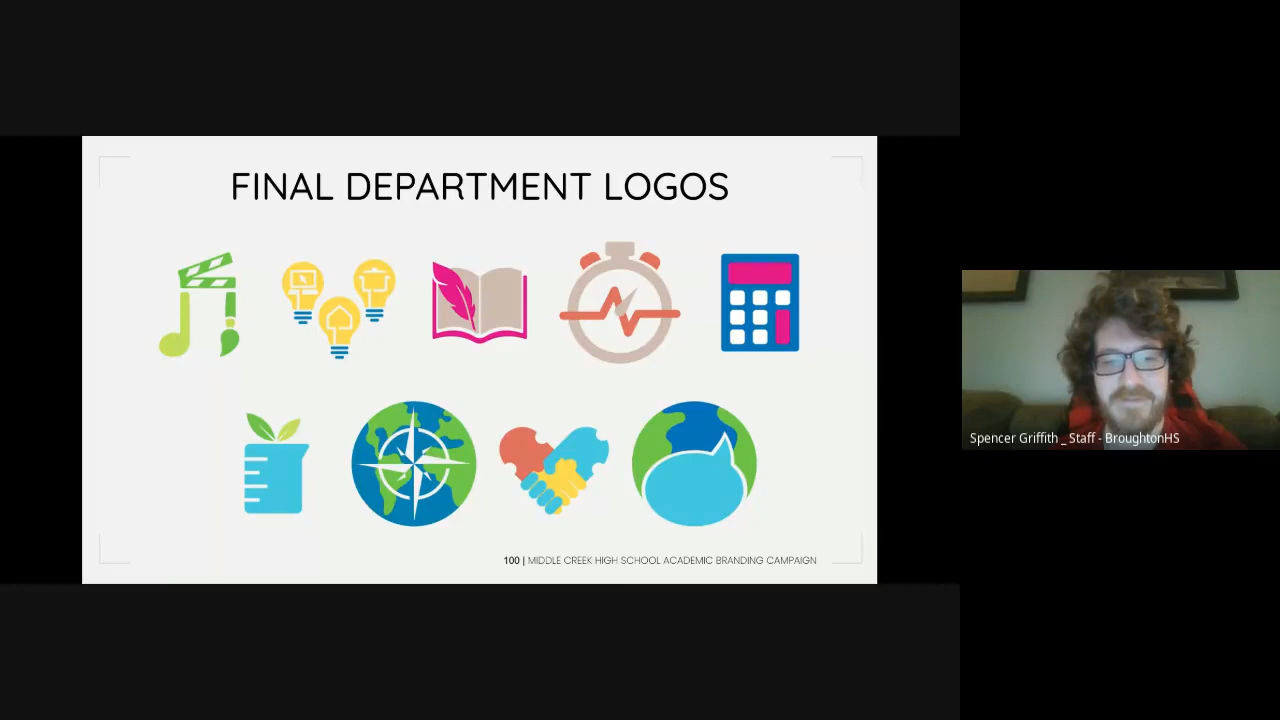 FINAL DEPARTMENT LOGOS
100 | MIDDLE CREEK HIGH SCHOOL ACADEMIC BRANDING CAMPAIGN
Spencer Griffith _ Staff - BroughtonHS